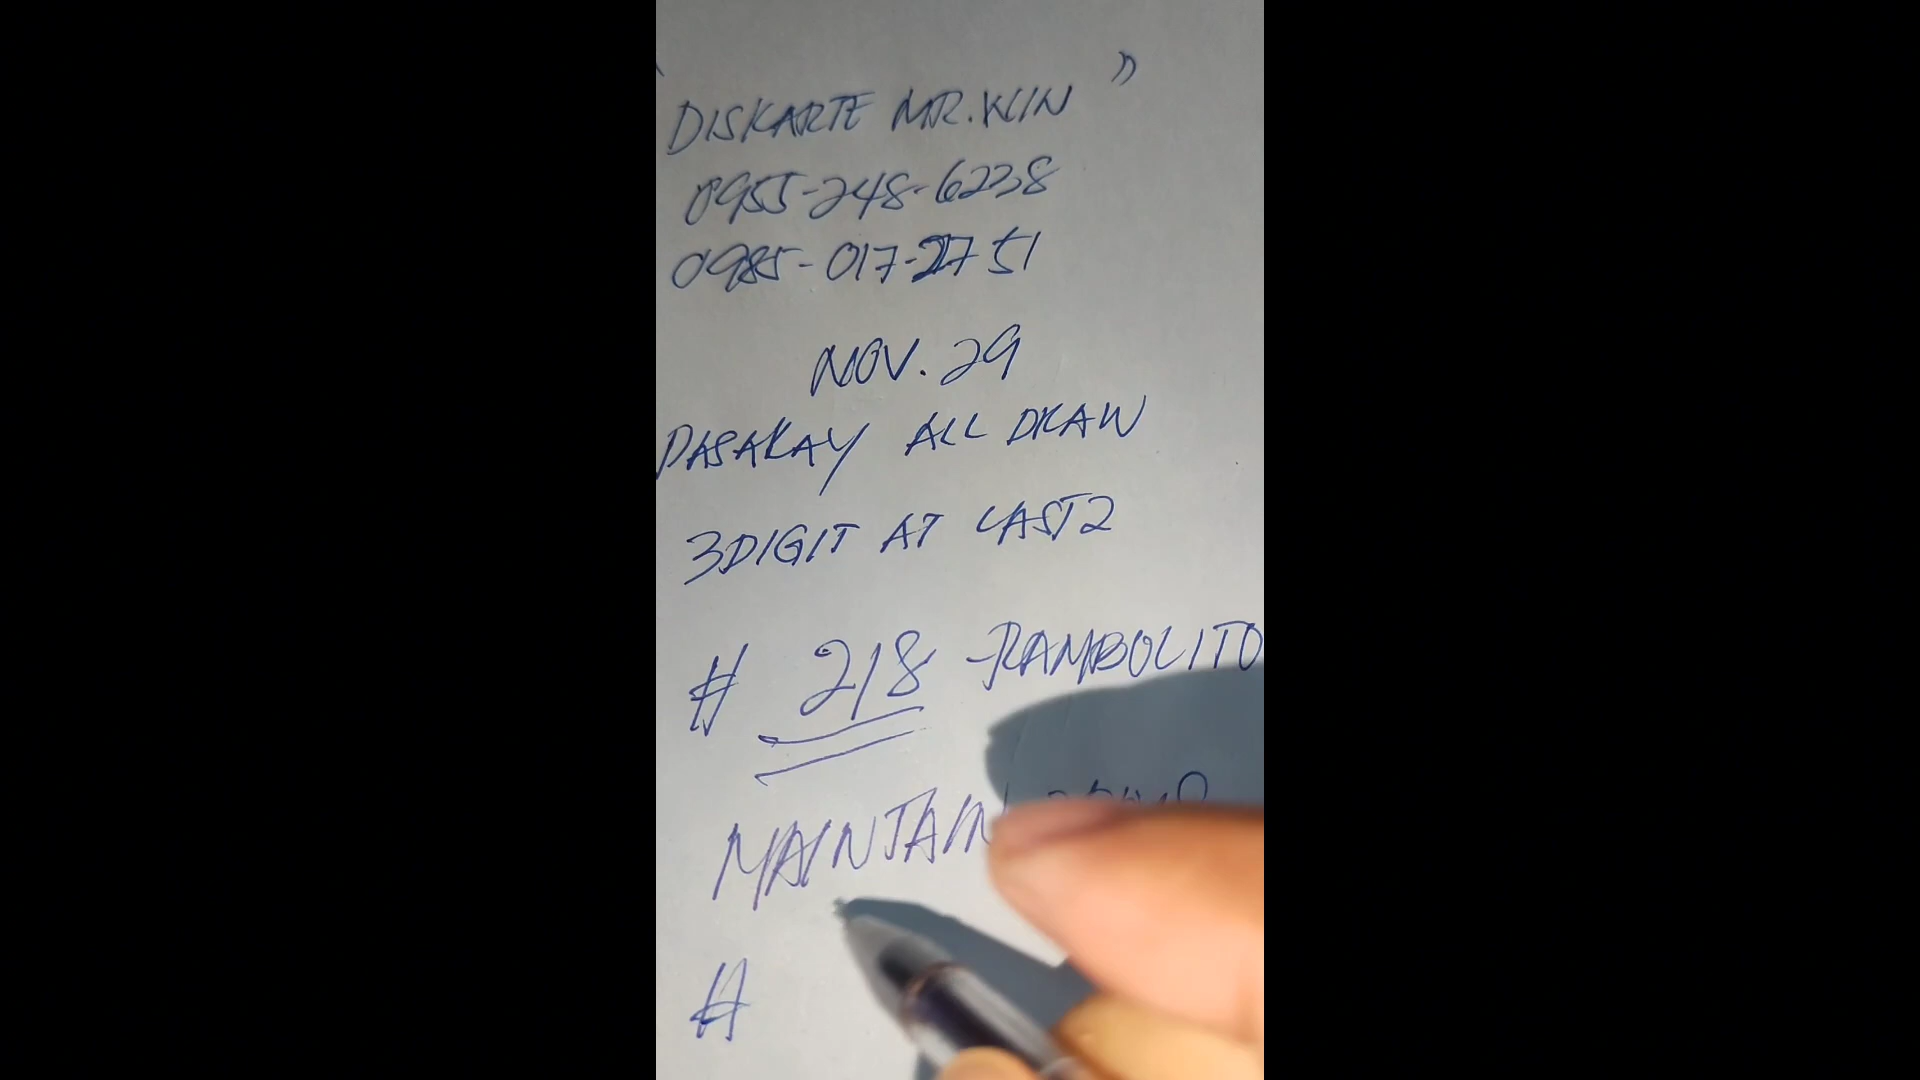 "DISKARTE MR. WIN"
0955-248-6238
0985-017-2751
NOV. 29
PASAKAY ALL DRAW
3DIGIT AT LAST2
# 218 -RAMBOLITO
MAINTAIN
#